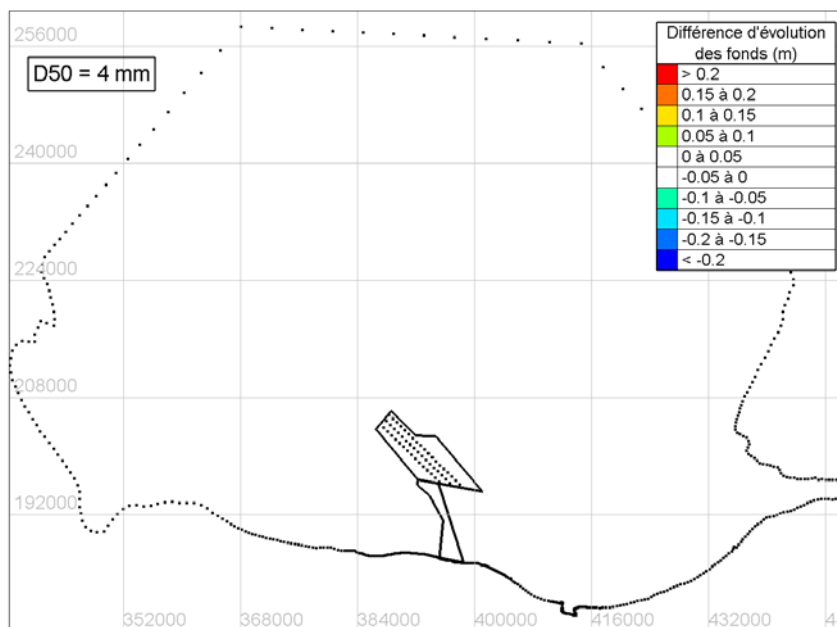 256000
D50 = 4 mm
Différence d'évolution
des fonds (m)
> 0.2
0.15 à 0.2
0.1 à 0.15
0.05 à 0.1
0 à 0.05
-0.05 à 0
-0.1 à -0.05
-0.15 à -0.1
-0.2 à -0.15
< -0.2
240000
224000
208000
192000
352000
368000
384000
400000
416000
432000